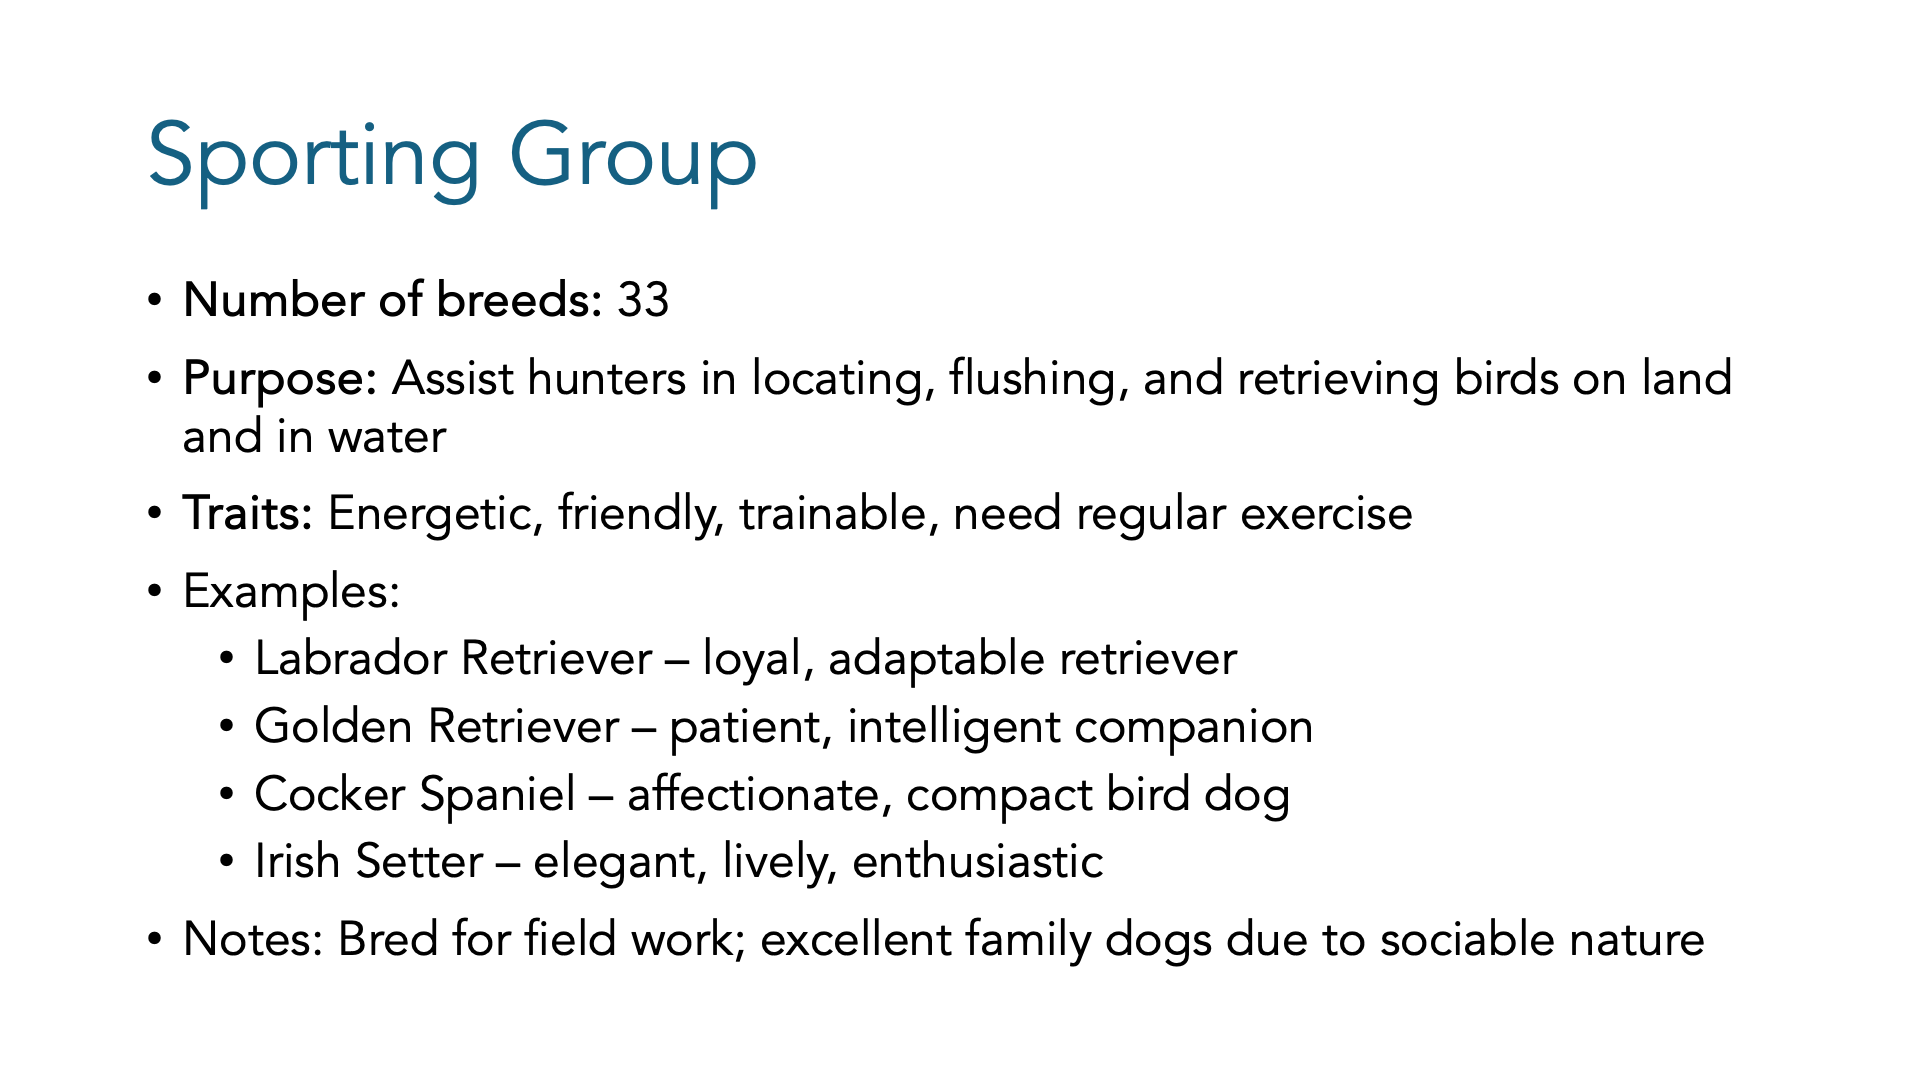 Sporting Group
• Number of breeds: 33
• Purpose: Assist hunters in locating, flushing, and retrieving birds on land
and in water
• Traits: Energetic, friendly, trainable, need regular exercise
• Examples:
• Labrador Retriever – loyal, adaptable retriever
• Golden Retriever – patient, intelligent companion
• Cocker Spaniel – affectionate, compact bird dog
• Irish Setter – elegant, lively, enthusiastic
• Notes: Bred for field work; excellent family dogs due to sociable nature